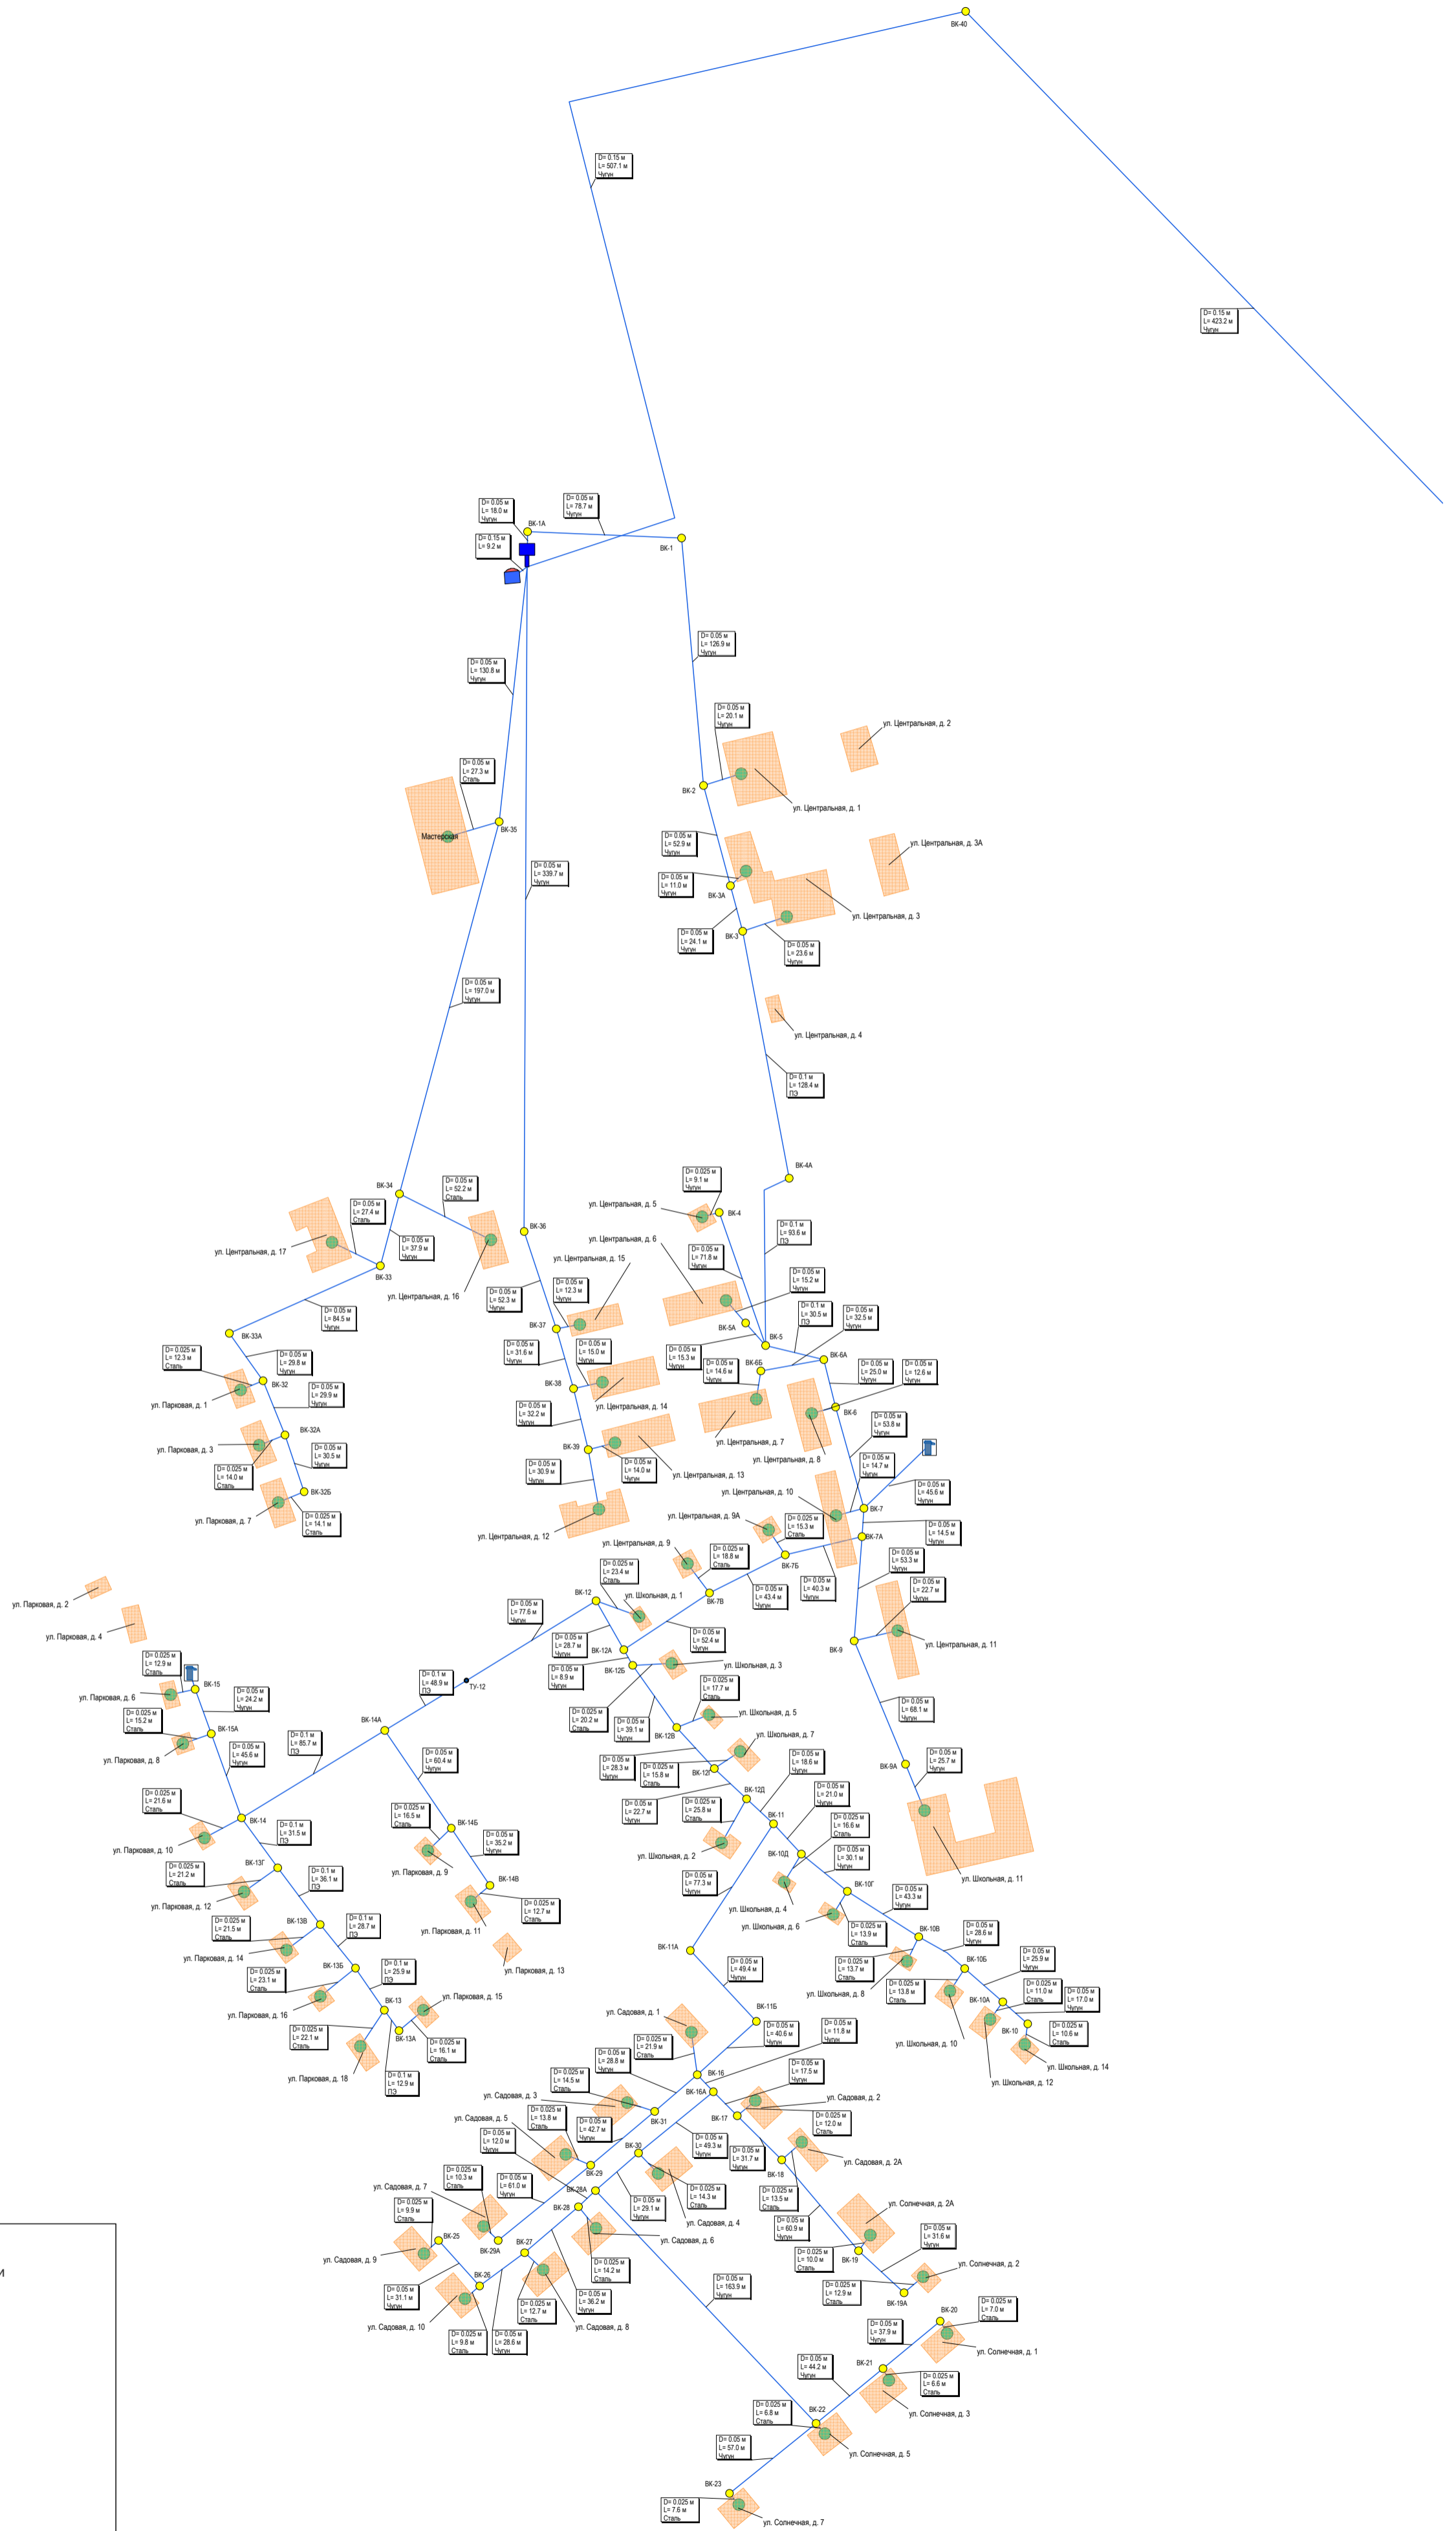 ВК-40
D= 0.15 м
L= 507.1 м
Чугун
D= 0.15 м
L= 423.2 м
Чугун
D= 0.05 м
L= 18.0 м
Чугун
D= 0.05 м
L= 78.7 м
Чугун
ВК-1А
D= 0.15 м
L= 9.2 м
ВК-1
D= 0.05 м
L= 126.9 м
Чугун
D= 0.05 м
L= 130.8 м
Чугун
D= 0.05 м
L= 20.1 м
Чугун
ул. Центральная, д. 2
D= 0.05 м
L= 27.3 м
Сталь
ВК-2
ул. Центральная, д. 1
ВК-35
Мастерская
D= 0.05 м
L= 52.9 м
Чугун
ул. Центральная, д. 3А
D= 0.05 м
L= 339.7 м
Чугун
D= 0.05 м
L= 11.0 м
Чугун
ВК-3А
ул. Центральная, д. 3
D= 0.05 м
L= 24.1 м
Чугун
ВК-3
D= 0.05 м
L= 23.6 м
Чугун
D= 0.05 м
L= 197.0 м
Чугун
ул. Центральная, д. 4
D= 0.1 м
L= 128.4 м
ПЭ
ВК-4А
D= 0.025 м
L= 9.1 м
Чугун
ВК-34
D= 0.05 м
L= 52.2 м
Сталь
ул. Центральная, д. 5
ВК-4
D= 0.05 м
L= 27.4 м
Сталь
D= 0.05 м
L= 37.9 м
Чугун
ВК-36
ул. Центральная, д. 6
D= 0.1 м
L= 93.6 м
ПЭ
ул. Центральная, д. 17
ВК-33
ул. Центральная, д. 15
D= 0.05 м
L= 71.8 м
Чугун
D= 0.05 м
L= 15.2 м
Чугун
ул. Центральная, д. 16
D= 0.05 м
L= 52.3 м
Чугун
D= 0.05 м
L= 12.3 м
Чугун
D= 0.05 м
L= 84.5 м
Чугун
D= 0.1 м
L= 30.5 м
ПЭ
D= 0.05 м
L= 32.5 м
Чугун
ВК-5А
ВК-37
ВК-33А
ВК-5
D= 0.025 м
L= 12.3 м
Сталь
D= 0.05 м
L= 29.8 м
Чугун
D= 0.05 м
L= 31.6 м
Чугун
D= 0.05 м
L= 15.0 м
Чугун
D= 0.05 м
L= 15.3 м
Чугун
D= 0.05 м
L= 14.6 м
Чугун
ВК-6Б
ВК-6А
D= 0.05 м
L= 25.0 м
Чугун
D= 0.05 м
L= 12.6 м
Чугун
ВК-32
ВК-38
D= 0.05 м
L= 29.9 м
Чугун
ул. Парковая, д. 1
ул. Центральная, д. 14
D= 0.05 м
L= 32.2 м
Чугун
ВК-6
D= 0.05 м
L= 53.8 м
Чугун
ВК-32А
ул. Парковая, д. 3
ВК-39
ул. Центральная, д. 7
ул. Центральная, д. 8
D= 0.025 м
L= 14.0 м
Сталь
D= 0.05 м
L= 30.5 м
Чугун
D= 0.05 м
L= 30.9 м
Чугун
D= 0.05 м
L= 14.0 м
Чугун
ул. Центральная, д. 13
D= 0.05 м
L= 14.7 м
Чугун
D= 0.05 м
L= 45.6 м
Чугун
ВК-32Б
ул. Центральная, д. 10
ВК-7
ул. Парковая, д. 7
D= 0.025 м
L= 14.1 м
Сталь
ул. Центральная, д. 12
ул. Центральная, д. 9А
D= 0.025 м
L= 15.3 м
Сталь
D= 0.05 м
L= 14.5 м
Чугун
ВК-7А
ул. Центральная, д. 9
D= 0.025 м
L= 18.8 м
Сталь
ВК-7Б
D= 0.05 м
L= 53.3 м
Чугун
D= 0.025 м
L= 23.4 м
Сталь
D= 0.05 м
L= 40.3 м
Чугун
D= 0.05 м
L= 22.7 м
Чугун
D= 0.05 м
L= 43.4 м
Чугун
ВК-12
ул. Школьная, д. 1
ВК-7В
ул. Парковая, д. 2
D= 0.05 м
L= 77.6 м
Чугун
ул. Парковая, д. 4
D= 0.05 м
L= 28.7 м
Чугун
D= 0.05 м
L= 52.4 м
Чугун
ВК-12А
ВК-9
ул. Центральная, д. 11
D= 0.025 м
L= 12.9 м
Сталь
D= 0.05 м
L= 8.9 м
Чугун
ВК-12Б
ул. Школьная, д. 3
D= 0.1 м
L= 48.9 м
ПЭ
ТУ-12
D= 0.025 м
L= 17.7 м
Сталь
ВК-15
D= 0.05 м
L= 24.2 м
Чугун
ул. Парковая, д. 6
D= 0.05 м
L= 68.1 м
Чугун
D= 0.025 м
L= 15.2 м
Сталь
D= 0.025 м
L= 20.2 м
Сталь
D= 0.05 м
L= 39.1 м
Чугун
ул. Школьная, д. 5
ВК-14А
ВК-12В
ВК-15А
ул. Школьная, д. 7
D= 0.1 м
L= 85.7 м
ПЭ
D= 0.05 м
L= 45.6 м
Чугун
ул. Парковая, д. 8
D= 0.05 м
L= 60.4 м
Чугун
D= 0.05 м
L= 28.3 м
Чугун
D= 0.025 м
L= 15.8 м
Сталь
ВК-12Г
D= 0.05 м
L= 18.6 м
Чугун
ВК-9А
D= 0.05 м
L= 25.7 м
Чугун
D= 0.025 м
L= 21.6 м
Сталь
ВК-12Д
D= 0.05 м
L= 21.0 м
Чугун
D= 0.05 м
L= 22.7 м
Чугун
D= 0.025 м
L= 25.8 м
Сталь
D= 0.025 м
L= 16.5 м
Сталь
ВК-14
ВК-11
D= 0.025 м
L= 16.6 м
Сталь
D= 0.1 м
L= 31.5 м
ПЭ
ВК-14Б
D= 0.05 м
L= 35.2 м
Чугун
ул. Парковая, д. 10
ул. Школьная, д. 2
ВК-10Д
D= 0.05 м
L= 30.1 м
Чугун
ВК-13Г
D= 0.025 м
L= 21.2 м
Сталь
ул. Парковая, д. 9
D= 0.05 м
L= 77.3 м
Чугун
D= 0.1 м
L= 36.1 м
ПЭ
ул. Школьная, д. 11
ВК-14В
ВК-10Г
D= 0.05 м
L= 43.3 м
Чугун
ул. Парковая, д. 12
D= 0.025 м
L= 12.7 м
Сталь
ул. Школьная, д. 4
D= 0.1 м
L= 28.7 м
ПЭ
D= 0.025 м
L= 21.5 м
Сталь
ВК-13В
ул. Парковая, д. 11
ул. Школьная, д. 6
D= 0.025 м
L= 13.9 м
Сталь
ВК-10В
D= 0.05 м
L= 28.6 м
Чугун
ВК-11А
ул. Парковая, д. 14
ВК-13Б
D= 0.1 м
L= 25.9 м
ПЭ
ул. Парковая, д. 13
D= 0.05 м
L= 49.4 м
Чугун
D= 0.025 м
L= 13.7 м
Сталь
ВК-10Б
D= 0.05 м
L= 25.9 м
Чугун
D= 0.025 м
L= 23.1 м
Сталь
D= 0.025 м
L= 13.8 м
Сталь
ул. Школьная, д. 8
D= 0.025 м
L= 11.0 м
Сталь
D= 0.05 м
L= 17.0 м
Чугун
ул. Парковая, д. 15
ВК-10А
ул. Парковая, д. 16
ВК-13
ул. Садовая, д. 1
ВК-11Б
ВК-10
D= 0.025 м
L= 10.6 м
Сталь
D= 0.025 м
L= 22.1 м
Сталь
ВК-13А
D= 0.025 м
L= 16.1 м
Сталь
D= 0.025 м
L= 21.9 м
Сталь
D= 0.05 м
L= 40.6 м
Чугун
D= 0.05 м
L= 11.8 м
Чугун
ул. Школьная, д. 10
ул. Школьная, д. 14
ул. Школьная, д. 12
ул. Парковая, д. 18
D= 0.1 м
L= 12.9 м
ПЭ
D= 0.05 м
L= 28.8 м
Чугун
D= 0.025 м
L= 14.5 м
Сталь
ВК-16
D= 0.05 м
L= 17.5 м
Чугун
ВК-16А
ул. Садовая, д. 3
ул. Садовая, д. 2
D= 0.025 м
L= 13.8 м
Сталь
D= 0.05 м
L= 42.7 м
Чугун
ВК-31
ВК-17
D= 0.025 м
L= 12.0 м
Сталь
ул. Садовая, д. 5
D= 0.05 м
L= 12.0 м
Чугун
ВК-30
D= 0.05 м
L= 49.3 м
Чугун
D= 0.05 м
L= 31.7 м
Чугун
ВК-18
ул. Садовая, д. 2А
D= 0.025 м
L= 10.3 м
Сталь
D= 0.05 м
L= 61.0 м
Чугун
ВК-29
D= 0.025 м
L= 14.3 м
Сталь
D= 0.025 м
L= 13.5 м
Сталь
ул. Садовая, д. 7
ВК-28А
D= 0.05 м
L= 29.1 м
Чугун
D= 0.025 м
L= 9.9 м
Сталь
ВК-28
ул. Садовая, д. 4
D= 0.05 м
L= 60.9 м
Чугун
ул. Солнечная, д. 2А
ул. Садовая, д. 6
ВК-25
ВК-29А
ВК-27
D= 0.05 м
L= 31.6 м
Чугун
D= 0.025 м
L= 10.0 м
Сталь
ВК-19
ул. Садовая, д. 9
D= 0.025 м
L= 14.2 м
Сталь
ул. Солнечная, д. 2
ВК-26
D= 0.05 м
L= 31.1 м
Чугун
D= 0.05 м
L= 36.2 м
Чугун
D= 0.05 м
L= 163.9 м
Чугун
D= 0.025 м
L= 12.9 м
Сталь
ВК-19А
D= 0.025 м
L= 12.7 м
Сталь
D= 0.025 м
L= 7.0 м
Сталь
ул. Садовая, д. 10
ул. Садовая, д. 8
ВК-20
D= 0.025 м
L= 9.8 м
Сталь
D= 0.05 м
L= 28.6 м
Чугун
D= 0.05 м
L= 37.9 м
Чугун
ул. Солнечная, д. 1
D= 0.05 м
L= 44.2 м
Чугун
ВК-21
D= 0.025 м
L= 6.6 м
Сталь
D= 0.025 м
L= 6.8 м
Сталь
ул. Солнечная, д. 3
ВК-22
D= 0.05 м
L= 57.0 м
Чугун
ул. Солнечная, д. 5
ВК-23
D= 0.025 м
L= 7.6 м
Сталь
ул. Солнечная, д. 7
и